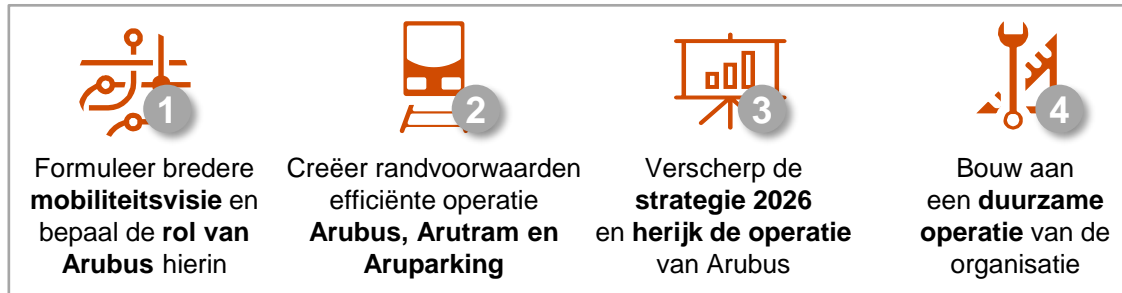 1
Formuleer bredere
mobiliteitsvisie en
bepaal de rol van
Arubus hierin
2
Creëer randvoorwaarden
efficiënte operatie
Arubus, Arutram en
Aruparking
3
Verscherp de
strategie 2026
en herijk de operatie
van Arubus
4
Bouw aan
een duurzame
operatie van de
organisatie